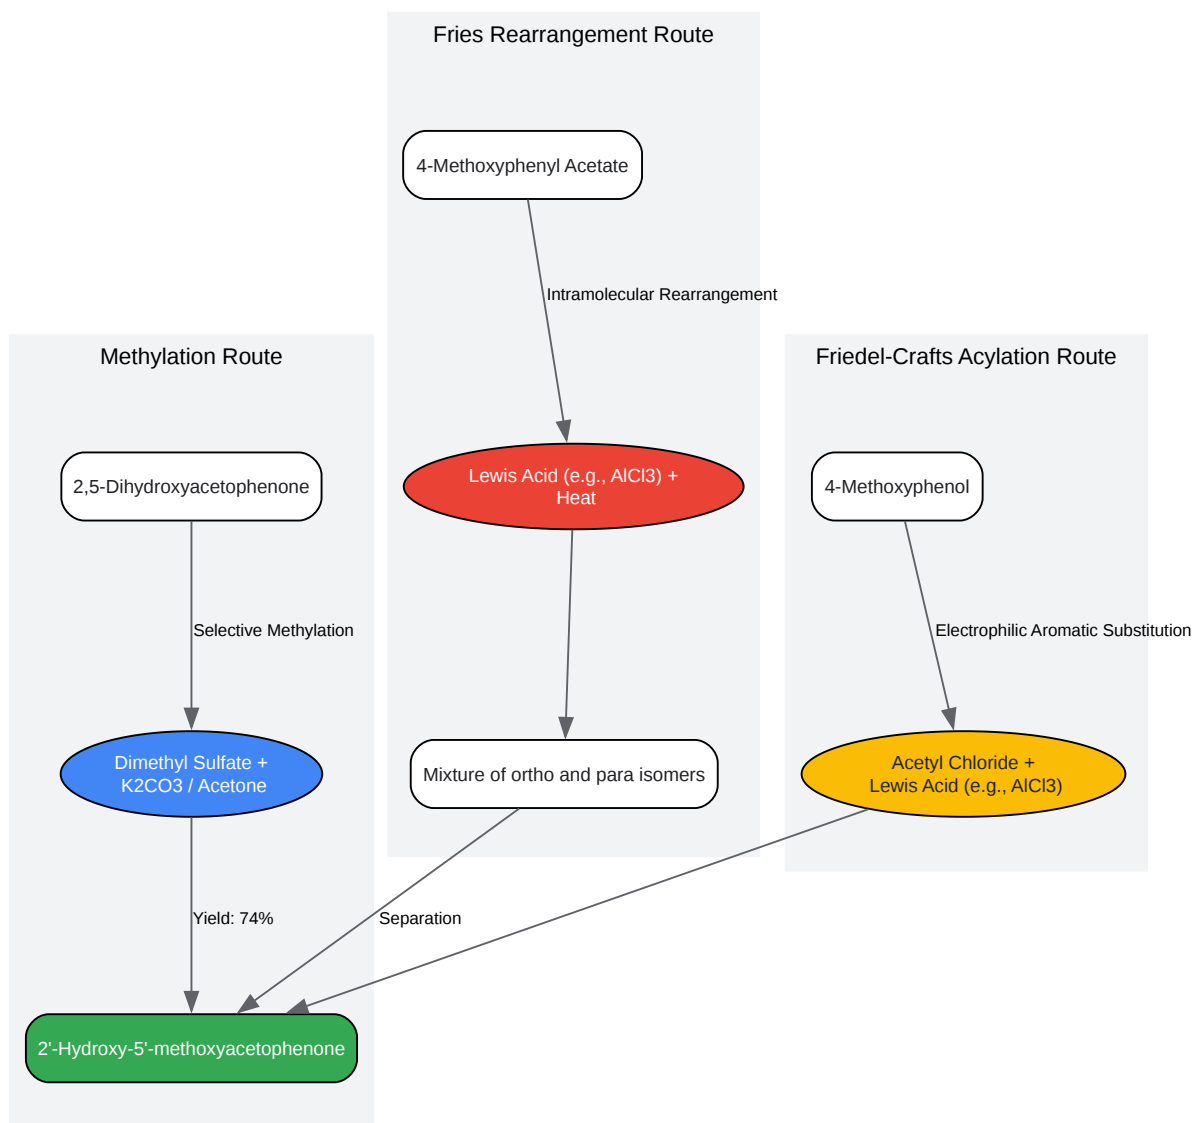 Fries Rearrangement Route
4-Methoxyphenyl Acetate
Intramolecular Rearrangement
Lewis Acid (e.g., AlCl3) +
Heat
Mixture of ortho and para isomers
Separation
Methylation Route
2,5-Dihydroxyacetophenone
Selective Methylation
Dimethyl Sulfate +
K2CO3 / Acetone
Yield: 74%
2'-Hydroxy-5'-methoxyacetophenone
Friedel-Crafts Acylation Route
4-Methoxyphenol
Electrophilic Aromatic Substitution
Acetyl Chloride +
Lewis Acid (e.g., AlCl3)